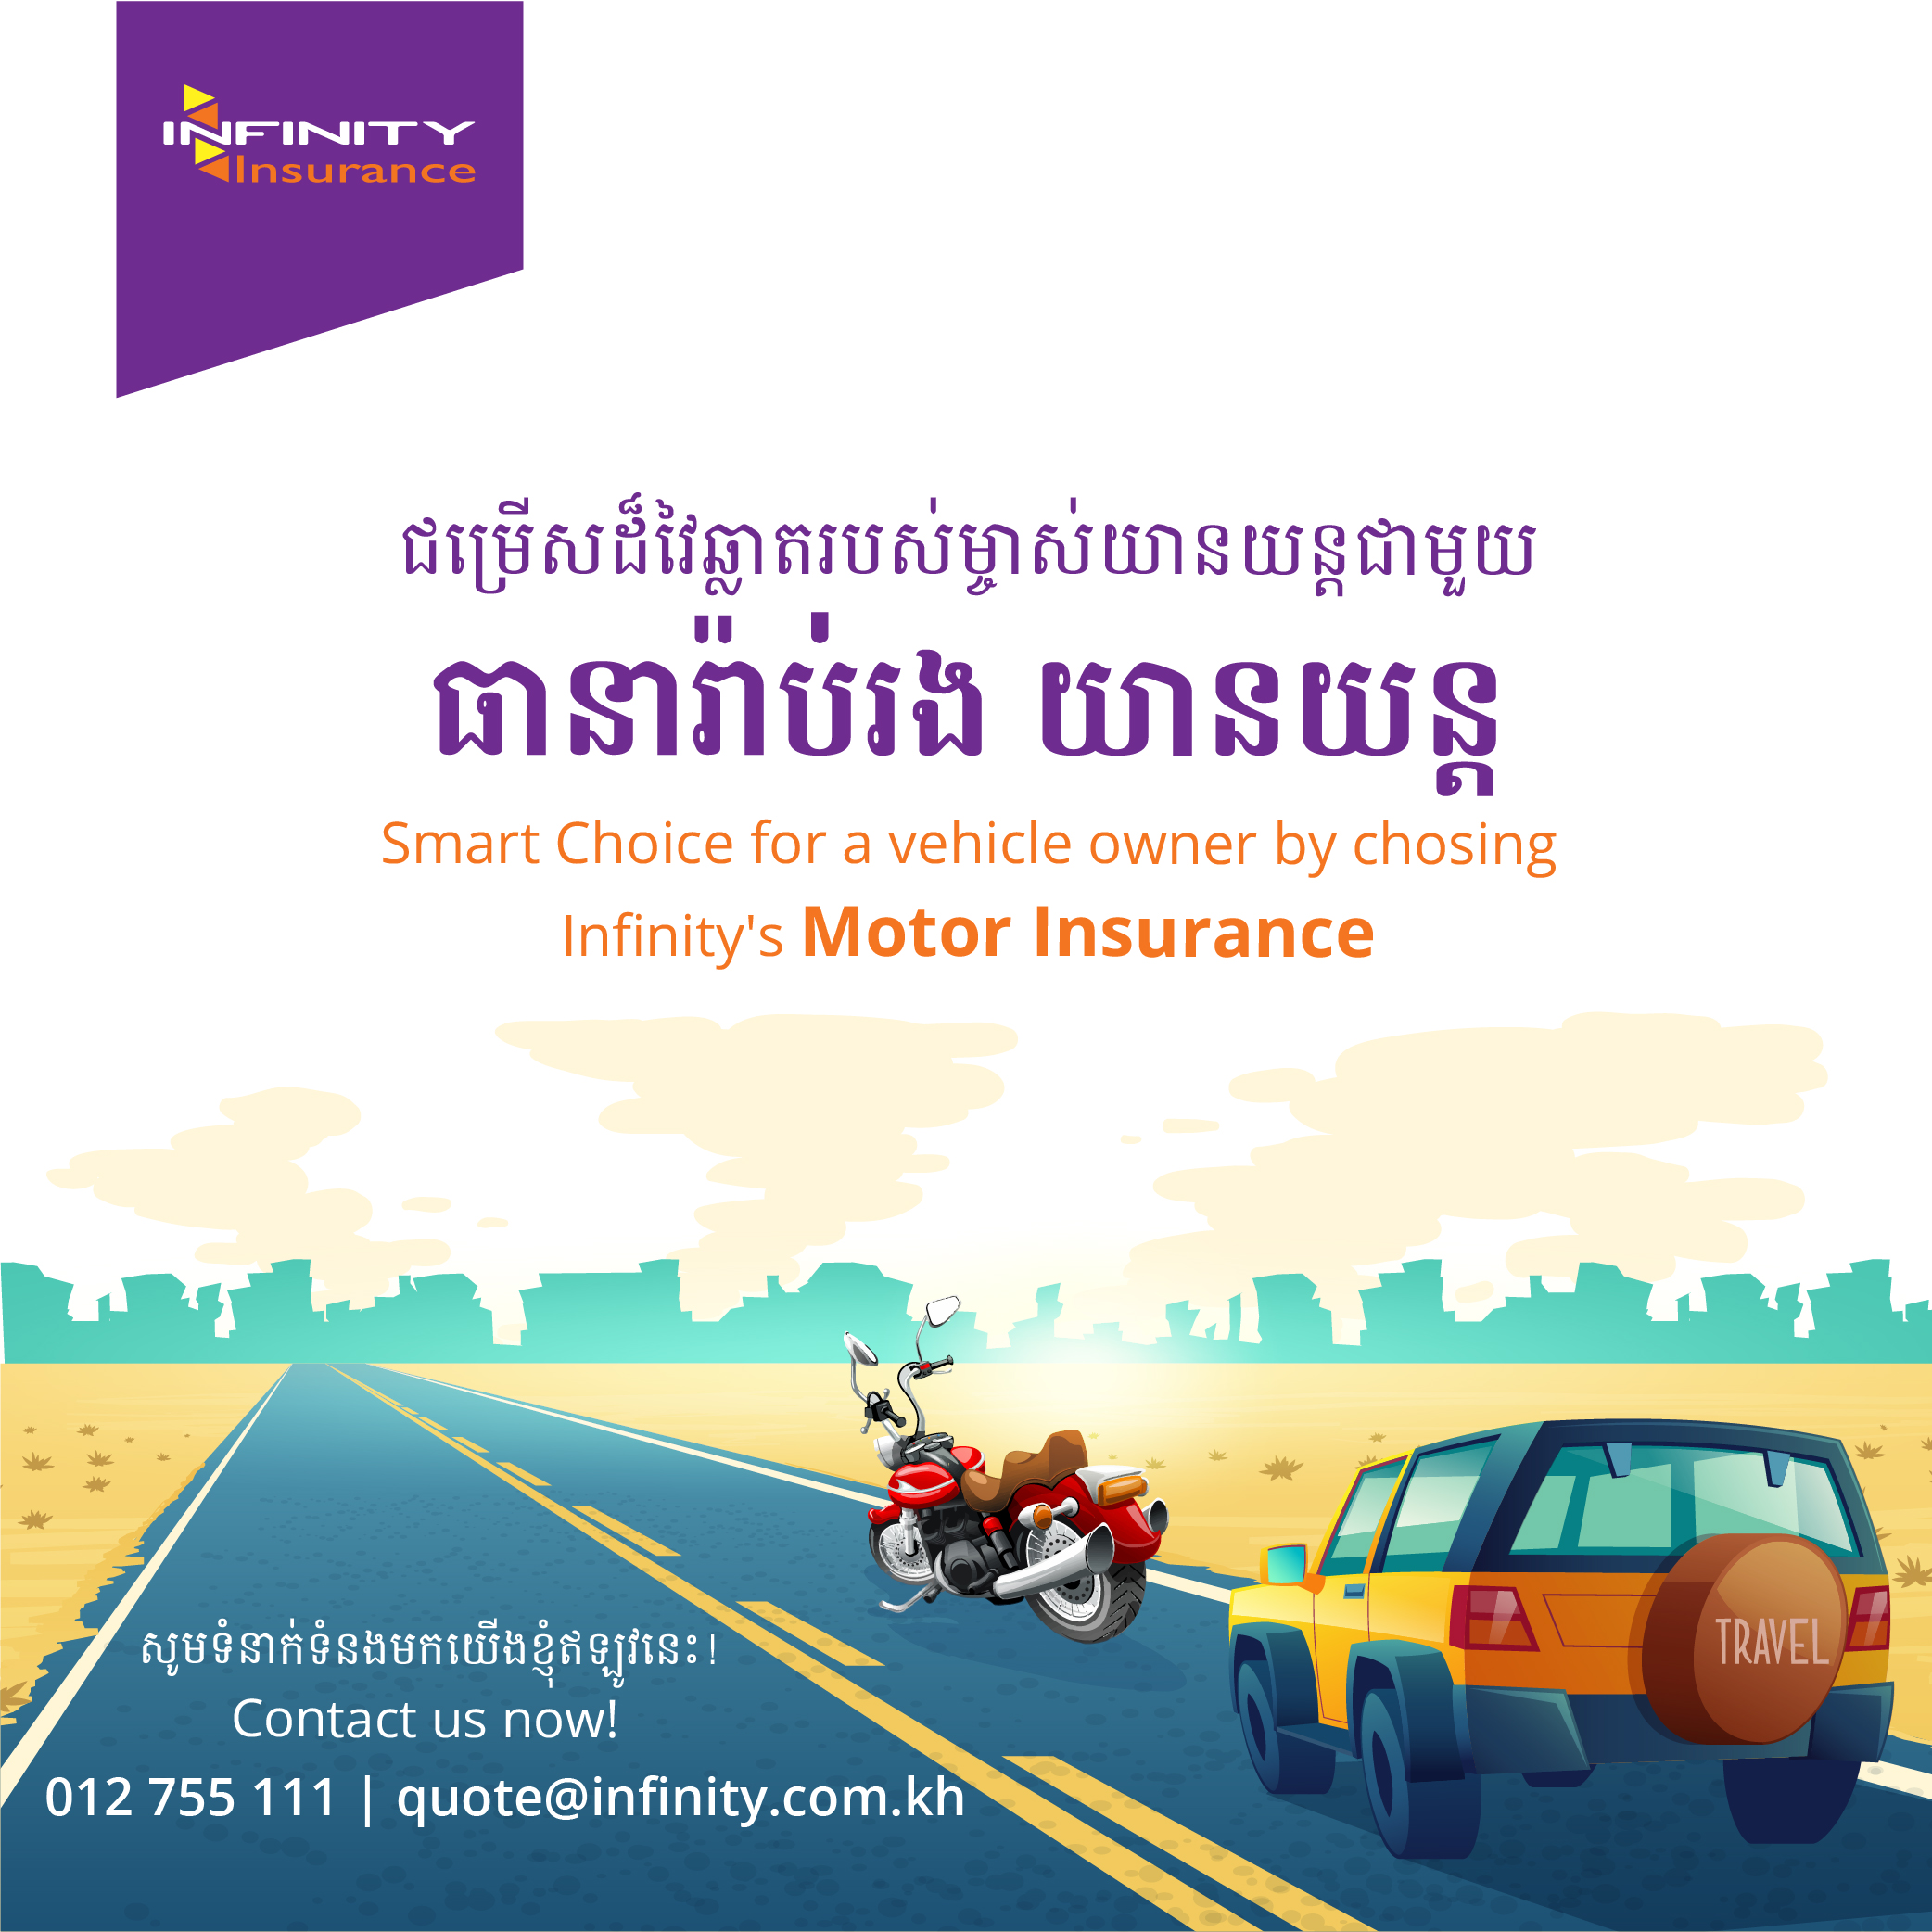 INFINITY
Insurance
ជម្រើសដ៏វៃឆ្លាតរបស់ម្ចាស់យានយន្តជាមួយ
ធានារ៉ាប់រង យានយន្ត
Smart Choice for a vehicle owner by chosing
Infinity's Motor Insurance
TRAVEL
សូមទំនាក់ទំនងមកយើងខ្ញុំឥឡូវនេះ!
Contact us now!
012 755 111 | quote@infinity.com.kh